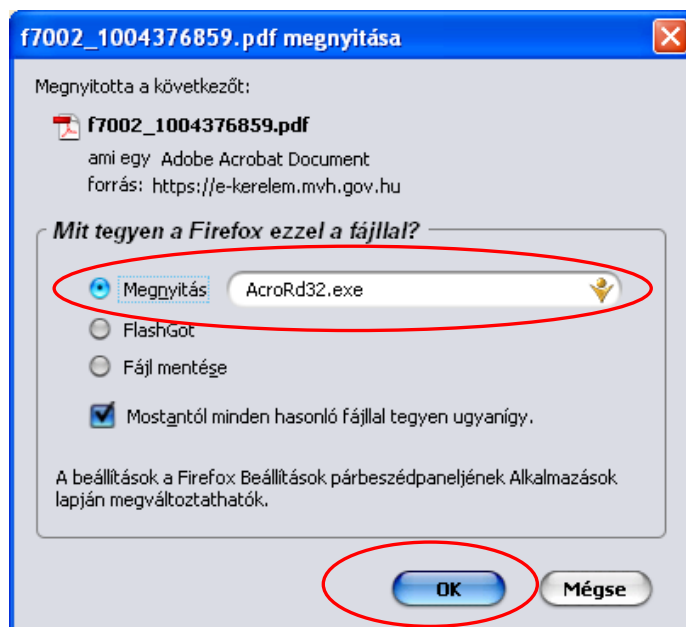 f7002_1004376859.pdf megnyitása
Megnyitotta a következőt:
f7002_1004376859.pdf
ami egy Adobe Acrobat Document
forrás: https://e-kerelem.mvh.gov.hu
Mit tegyen a Firefox ezzel a fájllal?
Megnyitás AcroRd32.exe
FlashGot
Fájl mentése
Mostantól minden hasonló fájllal tegyen ugyanígy.
A beállítások a Firefox Beállítások párbeszédpaneljének Alkalmazások
lapján megváltoztathatók.
OK Mégse